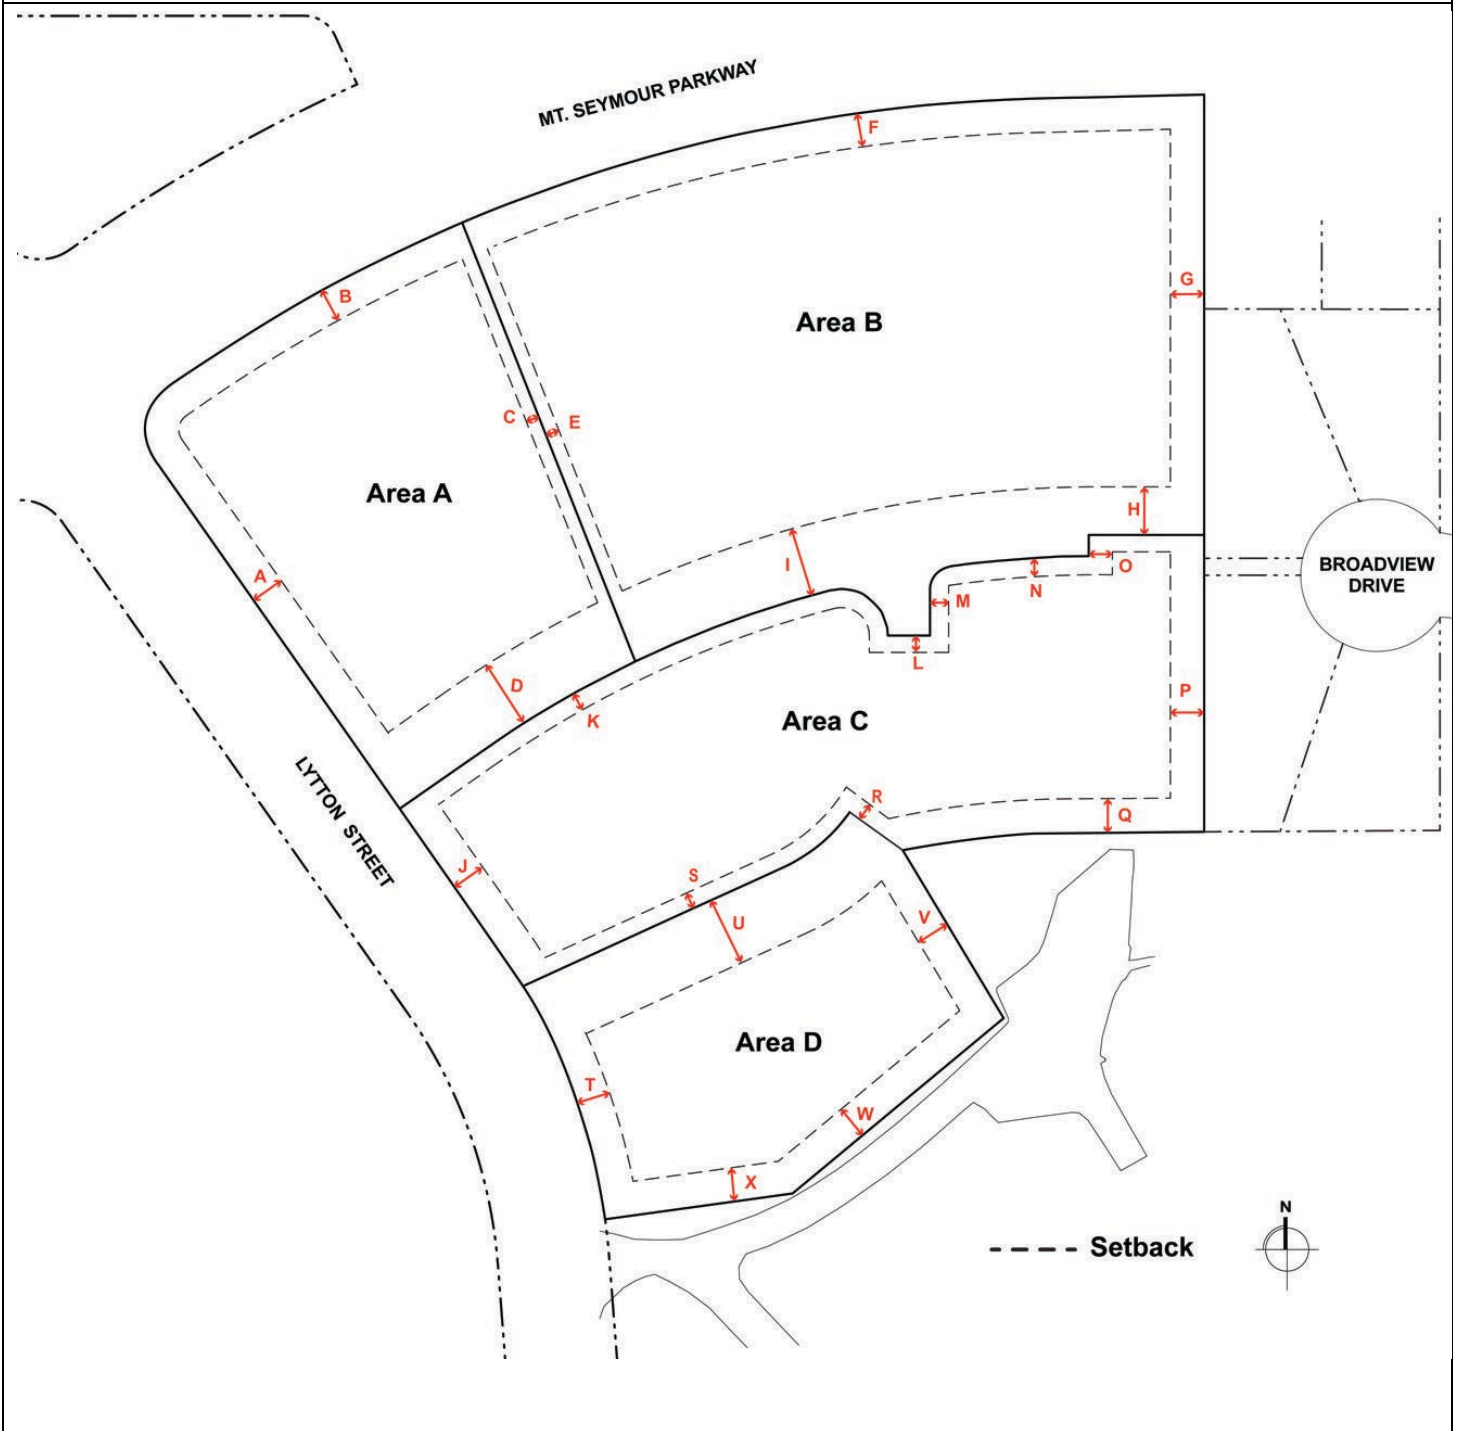 MT. SEYMOUR PARKWAY
F
B
G
Area B
C
E
Area A
H
I
O
BROADVIEW
DRIVE
A
N
M
L
D
K
P
Area C
LYTTON STREET
R
Q
J
S
U
V
Area D
T
W
X
N
Setback